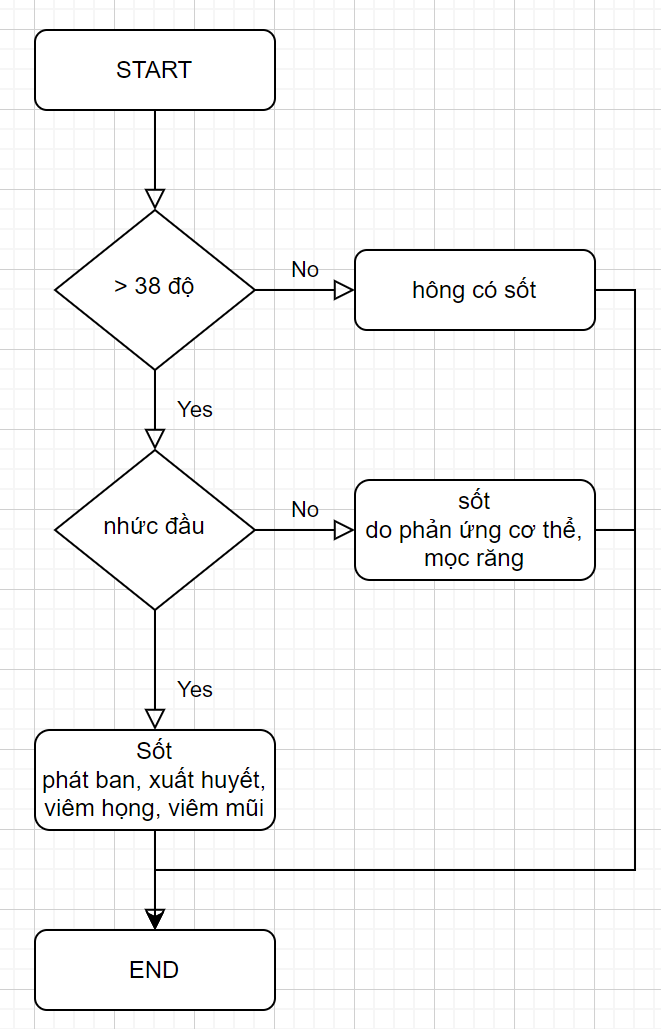 START
> 38 độ
No
hông có sốt
Yes
nhức đầu
No
sốt
do phản ứng cơ thể,
mọc răng
Yes
Sốt
phát ban, xuất huyết,
viêm họng, viêm mũi
END